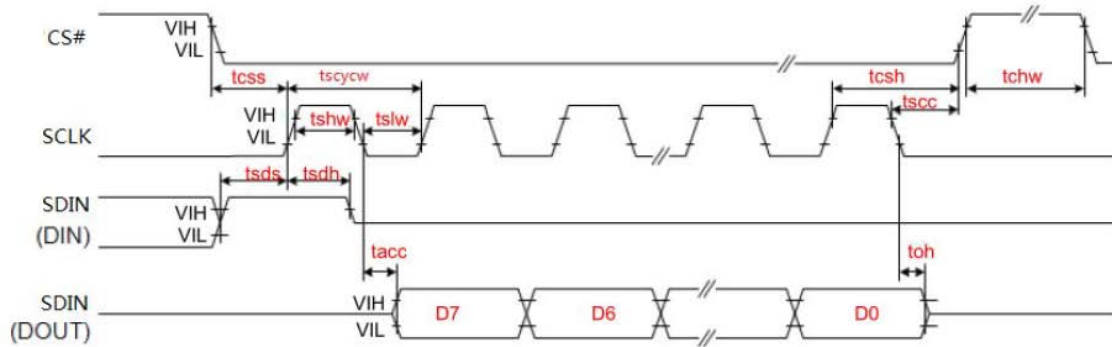 CS#
VIH
VIL
tcss
tscycw
tcsh
tchw
tscc
SCLK
VIH
VIL
tshw
tslw
tsds
tsdh
SDIN
(DIN)
VIH
VIL
tacc
toh
SDIN
(DOUT)
VIH
VIL
D7
D6
D0